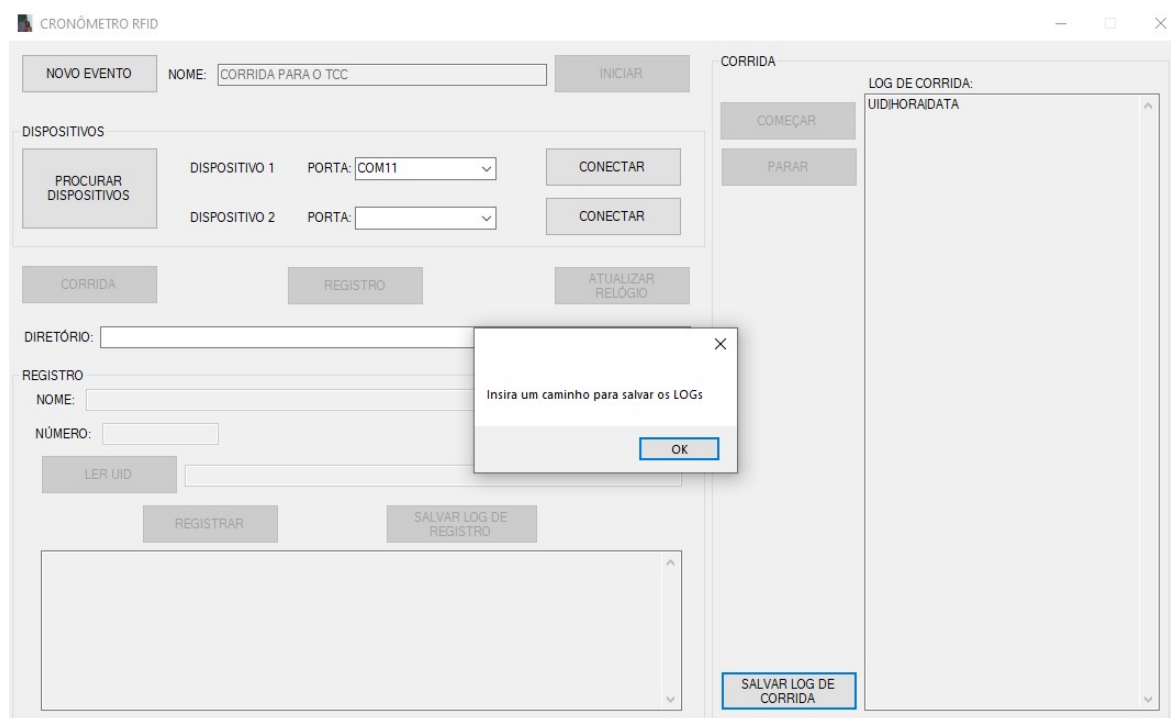 CRONÔMETRO RFID
NOVO EVENTO
NOME:
CORRIDA PARA O TCC
INICIAR
DISPOSITIVOS
PROCURAR
DISPOSITIVOS
DISPOSITIVO 1
PORTA:
COM11
CONECTAR
DISPOSITIVO 2
PORTA:
CONECTAR
CORRIDA
REGISTRO
ATUALIZAR
RELÓGIO
DIRETÓRIO:
REGISTRO
NOME:
NÚMERO:
LER UID
REGISTRAR
SALVAR LOG DE
REGISTRO
Insira um caminho para salvar os LOGs
OK
CORRIDA
LOG DE CORRIDA:
UID|HORA|DATA
COMEÇAR
PARAR
SALVAR LOG DE
CORRIDA